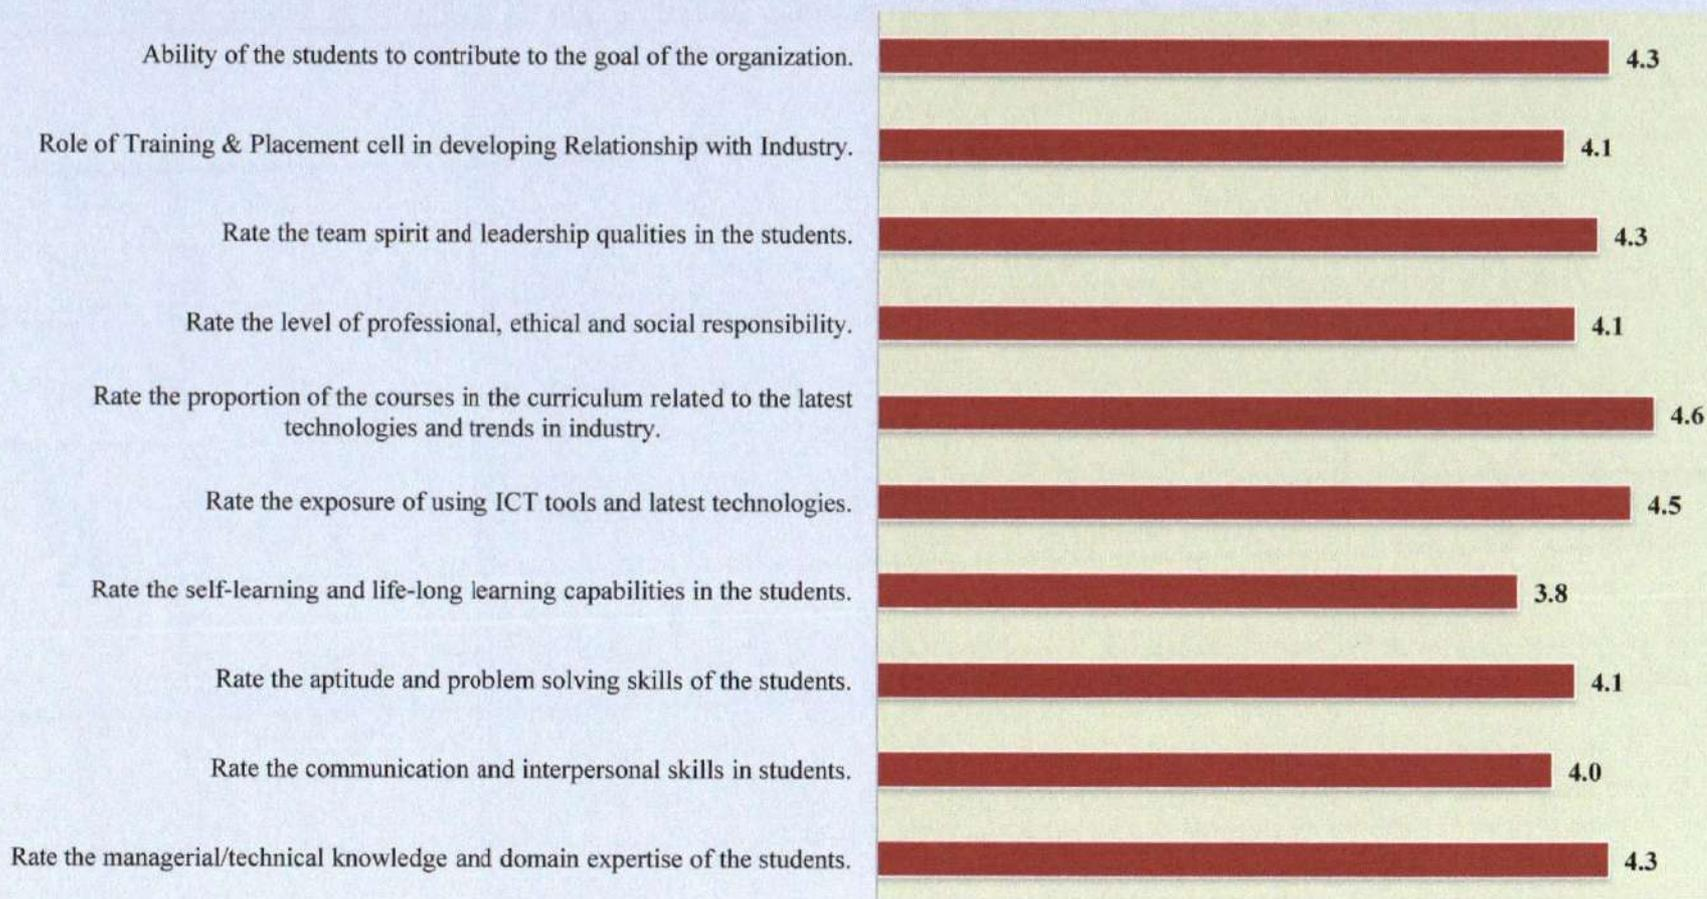 Ability of the students to contribute to the goal of the organization. 4.3
Role of Training & Placement cell in developing Relationship with Industry. 4.1
Rate the team spirit and leadership qualities in the students. 4.3
Rate the level of professional, ethical and social responsibility. 4.1
Rate the proportion of the courses in the curriculum related to the latest
technologies and trends in industry. 4.6
Rate the exposure of using ICT tools and latest technologies. 4.5
Rate the self-learning and life-long learning capabilities in the students. 3.8
Rate the aptitude and problem solving skills of the students. 4.1
Rate the communication and interpersonal skills in students. 4.0
Rate the managerial/technical knowledge and domain expertise of the students. 4.3